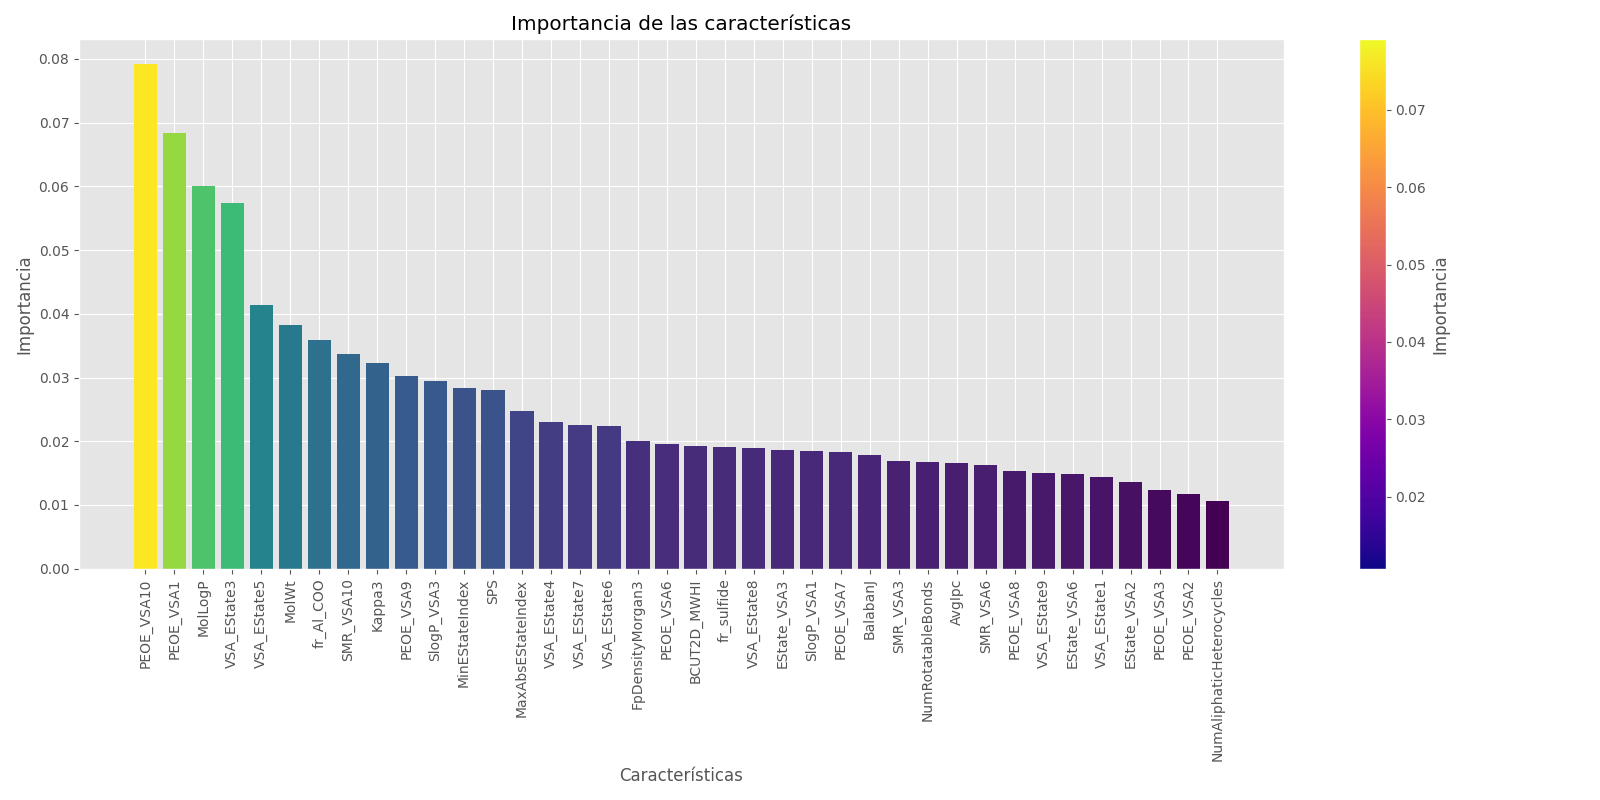 Importancia de las características
Importancia
0.08
0.07
0.06
0.05
0.04
0.03
0.02
0.01
0.00
PEOE_VSA10
PEOE_VSA1
MolLogP
VSA_EState3
VSA_EState5
MolWt
fr_Al_COO
SMR_VSA10
Kappa3
PEOE_VSA9
SlogP_VSA3
MinEStateIndex
SPS
MaxAbsEStateIndex
VSA_EState4
VSA_EState7
VSA_EState6
FpDensityMorgan3
PEOE_VSA6
BCUT2D_MWHI
fr_sulfide
VSA_EState8
EState_VSA3
SlogP_VSA1
PEOE_VSA7
BalabanJ
SMR_VSA3
NumRotatableBonds
AvgIpc
SMR_VSA6
PEOE_VSA8
VSA_EState9
EState_VSA6
VSA_EState1
EState_VSA2
PEOE_VSA3
PEOE_VSA2
NumAliphaticHeterocycles
Características
0.07
0.06
0.05
0.04
0.03
0.02
Importancia